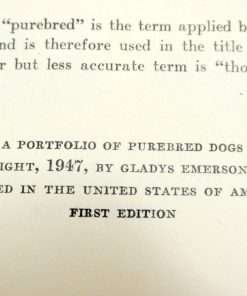 "purebred" is the term applied b
nd is therefore used in the title
r but less accurate term is "tho
A PORTFOLIO OF PUREBRED DOGS
IGHT, 1947, BY GLADYS EMERSON
ED IN THE UNITED STATES OF AM
FIRST EDITION